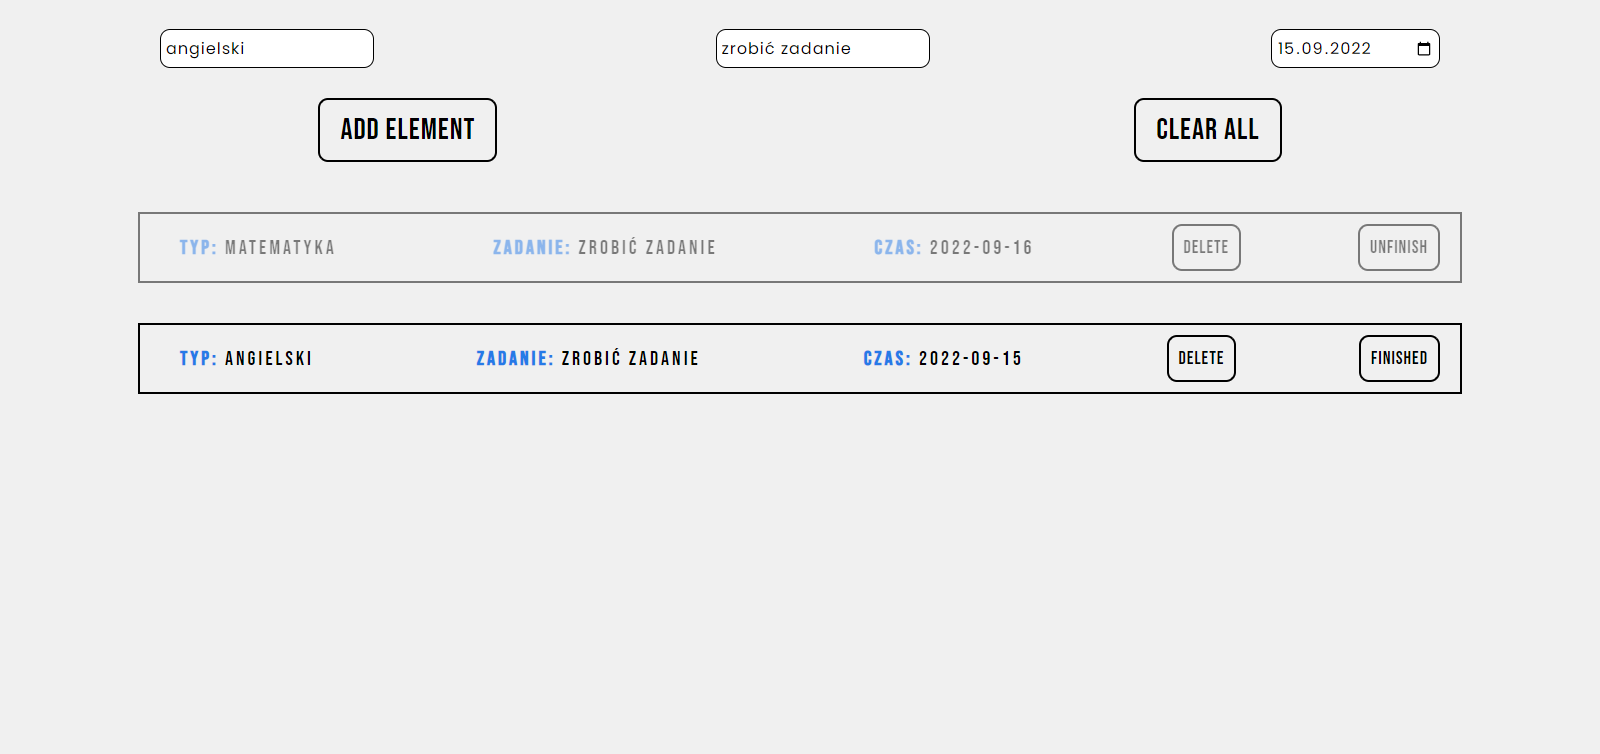 angielski zrobić zadanie 15.09.2022
ADD ELEMENT CLEAR ALL
TYP: MATEMATYKA ZADANIE: ZROBIĆ ZADANIE CZAS: 2022-09-16 DELETE UNFINISH
TYP: ANGIELSKI ZADANIE: ZROBIĆ ZADANIE CZAS: 2022-09-15 DELETE FINISHED